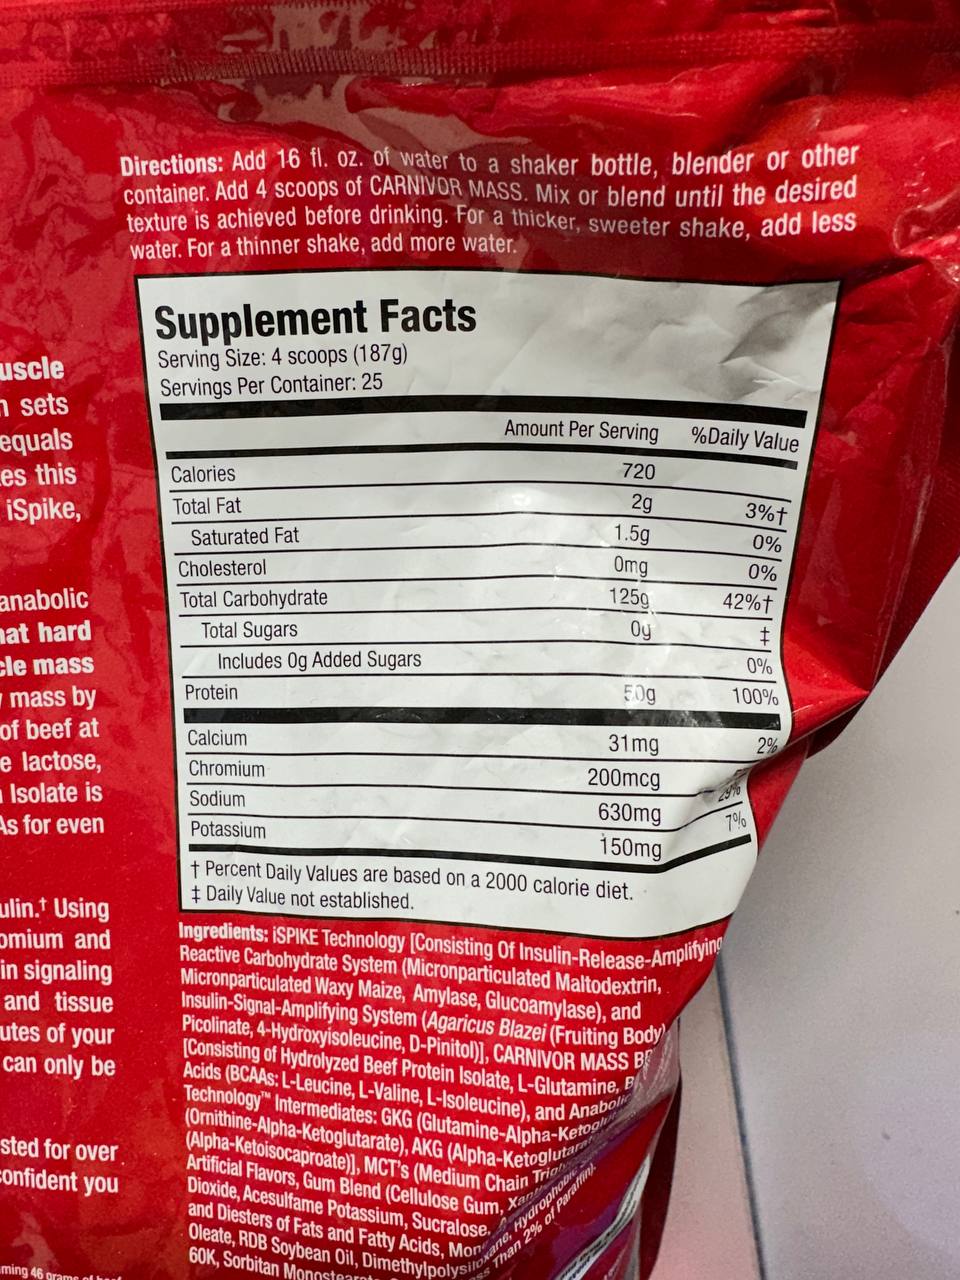 Directions: Add 16 fl. oz. of water to a shaker bottle, blender or other
container. Add 4 scoops of CARNIVOR MASS. Mix or blend until the desired
texture is achieved before drinking. For a thicker, sweeter shake, add less
water. For a thinner shake, add more water.
Supplement Facts
Serving Size: 4 scoops (187g)
Servings Per Container: 25
Amount Per Serving %Daily Value
Calories 720
Total Fat 2g 3%†
Saturated Fat 1.5g 0%
Cholesterol 0mg 0%
Total Carbohydrate 125g 42%†
Total Sugars 0g ‡
Includes 0g Added Sugars 0%
Protein 50g 100%
Calcium 31mg 2%
Chromium 200mcg
Sodium 630mg 29%
Potassium 150mg 7%
† Percent Daily Values are based on a 2000 calorie diet.
‡ Daily Value not established.
Ingredients: iSPIKE Technology [Consisting Of Insulin-Release-Amplifying
Reactive Carbohydrate System (Micronparticulated Maltodextrin,
Micronparticulated Waxy Maize, Amylase, Glucoamylase), and
Insulin-Signal-Amplifying System (Agaricus Blazei (Fruiting Body)
Picolinate, 4-Hydroxyisoleucine, D-Pinitol)], CARNIVOR MASS
[Consisting of Hydrolyzed Beef Protein Isolate, L-Glutamine,
Acids (BCAAs: L-Leucine, L-Valine, L-Isoleucine), and Anabolic
Technology™ Intermediates: GKG (Glutamine-Alpha-
(Ornithine-Alpha-Ketoglutarate), AKG (Alpha-
(Alpha-Ketoisocaproate)], MCT's (Medium Chain
Artificial Flavors, Gum Blend (Cellulose Gum,
Dioxide, Acesulfame Potassium, Sucralose,
and Diesters of Fats and Fatty Acids,
Oleate, RDB Soybean Oil, Dimethylpolysiloxane, Hydrophobic
60K, Sorbitan Than 2% of Paraffin).
uscle
n sets
equals
es this
iSpike,
anabolic
hat hard
cle mass
mass by
of beef at
e lactose,
Isolate is
As for even
ulin.† Using
omium and
in signaling
and tissue
utes of your
can only be
sted for over
confident you
ming 46 grams of beef